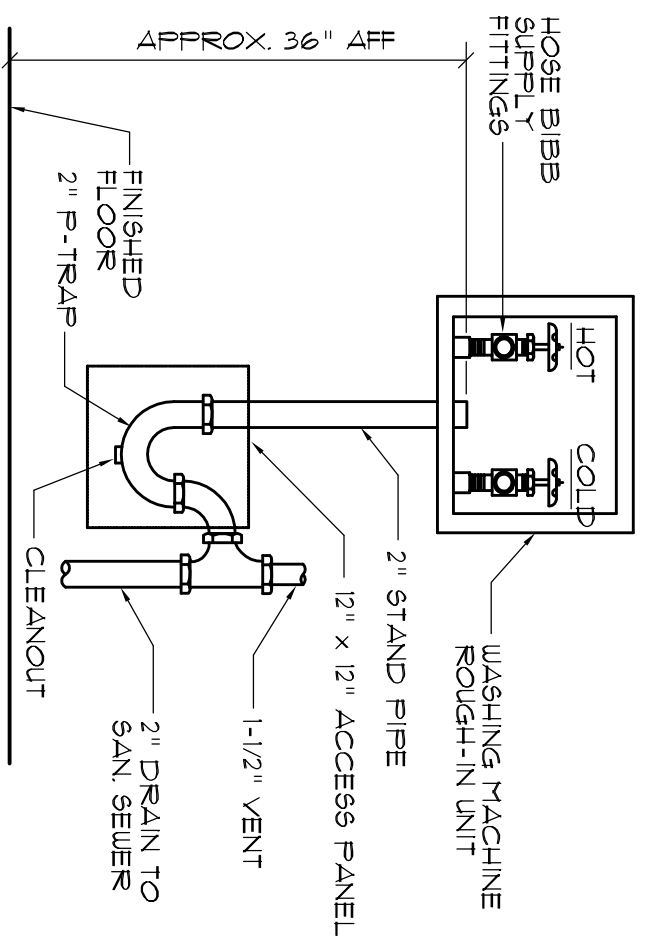 HOSE BIBB
SUPPLY
FITTINGS
HOT
COLD
WASHING MACHINE
ROUGH-IN UNIT
APPROX. 36" AFF
2" STAND PIPE
12" x 12" ACCESS PANEL
1-1/2" VENT
2" DRAIN TO
SAN. SEWER
FINISHED
FLOOR
2" P-TRAP
CLEANOUT